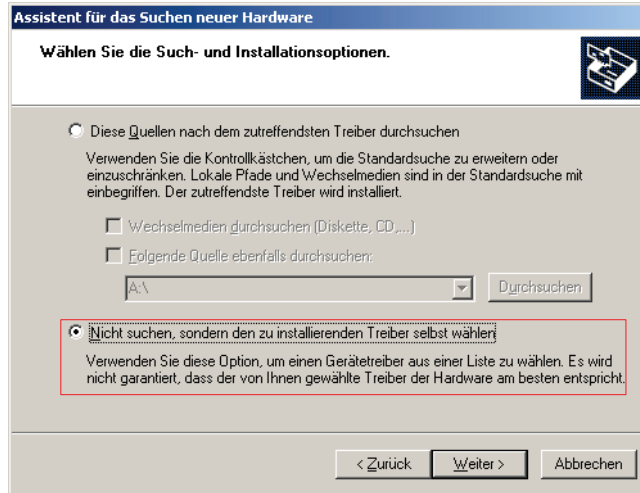 Assistent für das Suchen neuer Hardware
Wählen Sie die Such- und Installationsoptionen.
Diese Quellen nach dem zutreffendsten Treiber durchsuchen
Verwenden Sie die Kontrollkästchen, um die Standardsuche zu erweitern oder
einzuschränken. Lokale Pfade und Wechselmedien sind in der Standardsuche mit
einbegriffen. Der zutreffendste Treiber wird installiert.
Wechselmedien durchsuchen (Diskette, CD,...)
Folgende Quelle ebenfalls durchsuchen:
A:\
Durchsuchen
Nicht suchen, sondern den zu installierenden Treiber selbst wählen
Verwenden Sie diese Option, um einen Gerätetreiber aus einer Liste zu wählen. Es wird
nicht garantiert, dass der von Ihnen gewählte Treiber der Hardware am besten entspricht.
< Zurück Weiter > Abbrechen